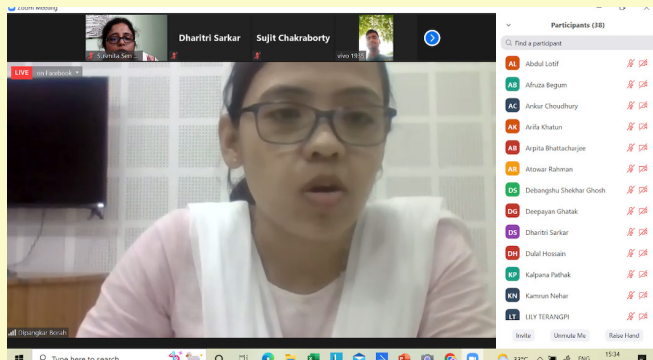 Zoom Meeting
Susmita Sen
Dharitri Sarkar
Sujit Chakraborty
vivo 1935
LIVE on Facebook
Dipangkar Borah
Participants (38)
Find a participant
AL Abdul Lotif
AB Afruza Begum
AC Ankur Choudhury
AK Arifa Khatun
AB Arpita Bhattacharjee
AR Atowar Rahman
DS Debangshu Shekhar Ghosh
DG Deepayan Ghatak
DS Dharitri Sarkar
DH Dulal Hossain
KP Kalpana Pathak
KN Kamrun Nehar
LT LILY TERANGPI
Invite Unmute Me Raise Hand
Type here to search
33°C ENG 15:34